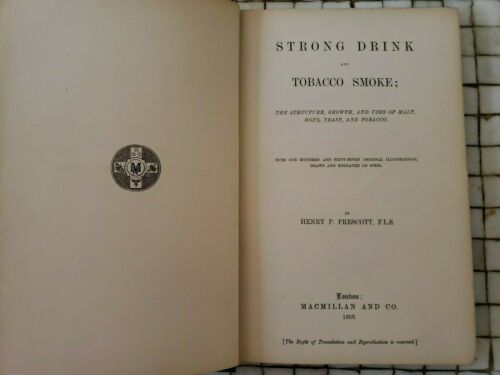 STRONG DRINK
AND
TOBACCO SMOKE;
THE STRUCTURE, GROWTH, AND USES OF MALT,
HOPS, YEAST, AND TOBACCO.
WITH ONE HUNDRED AND SIXTY-SEVEN ORIGINAL ILLUSTRATIONS,
DRAWN AND ENGRAVED ON STEEL
BY
HENRY P. PRESCOTT, F.L.S.
London:
MACMILLAN AND CO.
1869.
[The Right of Translation and Reproduction is reserved.]